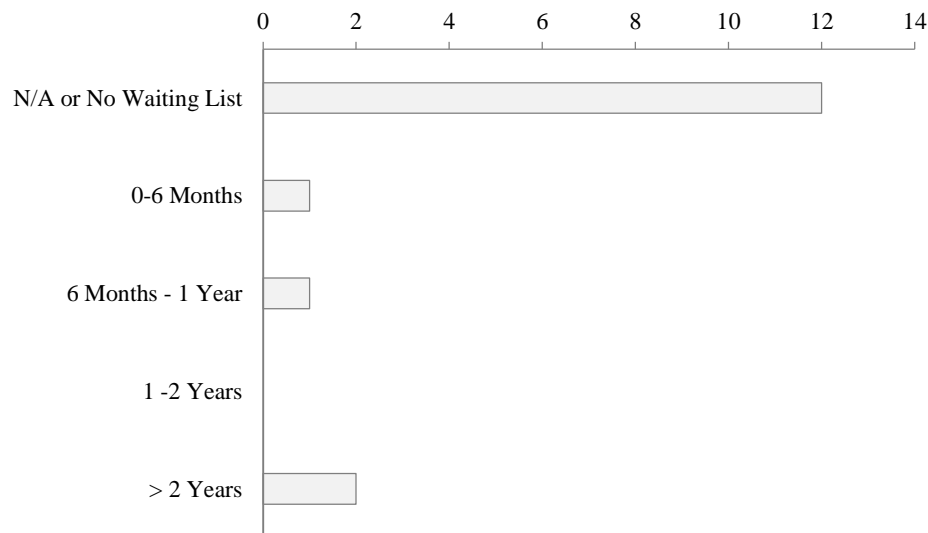 0 2 4 6 8 10 12 14
N/A or No Waiting List
0-6 Months
6 Months - 1 Year
1 -2 Years
> 2 Years